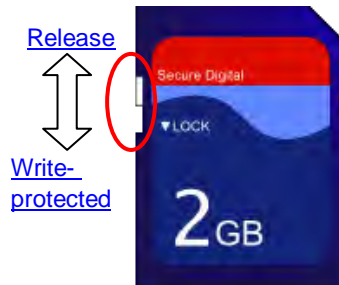 Release
Secure Digital
▼LOCK
Write-
protected
2GB